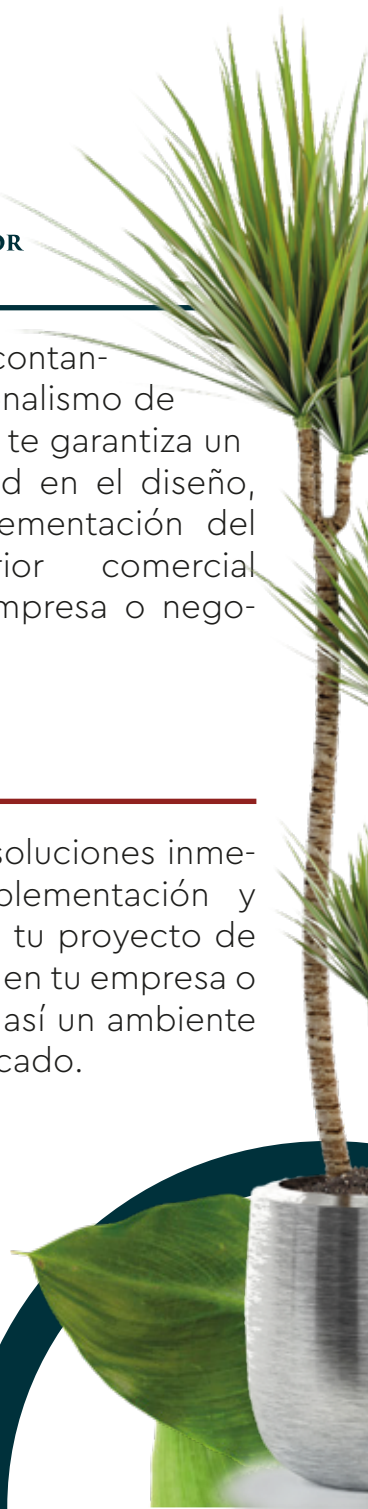 OR
contan-
nalismo de
te garantiza un
d en el diseño,
ementación del
rior comercial
mpresa o nego-
soluciones inme-
plementación y
tu proyecto de
en tu empresa o
así un ambiente
cado.